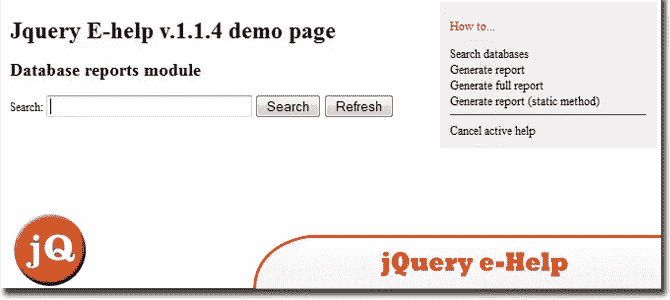 Jquery E-help v.1.1.4 demo page
Database reports module
Search:
Search
Refresh
How to...
Search databases
Generate report
Generate full report
Generate report (static method)
Cancel active help
jQ
jQuery e-Help